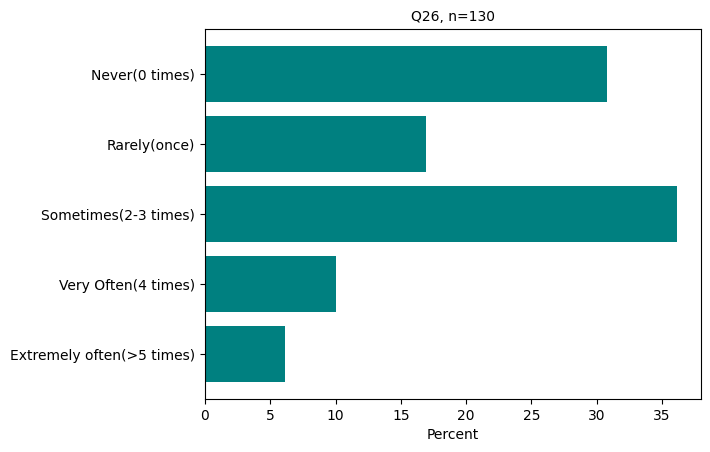 Q26, n=130
Never(0 times)
Rarely(once)
Sometimes(2-3 times)
Very Often(4 times)
Extremely often(>5 times)
0 5 10 15 20 25 30 35
Percent